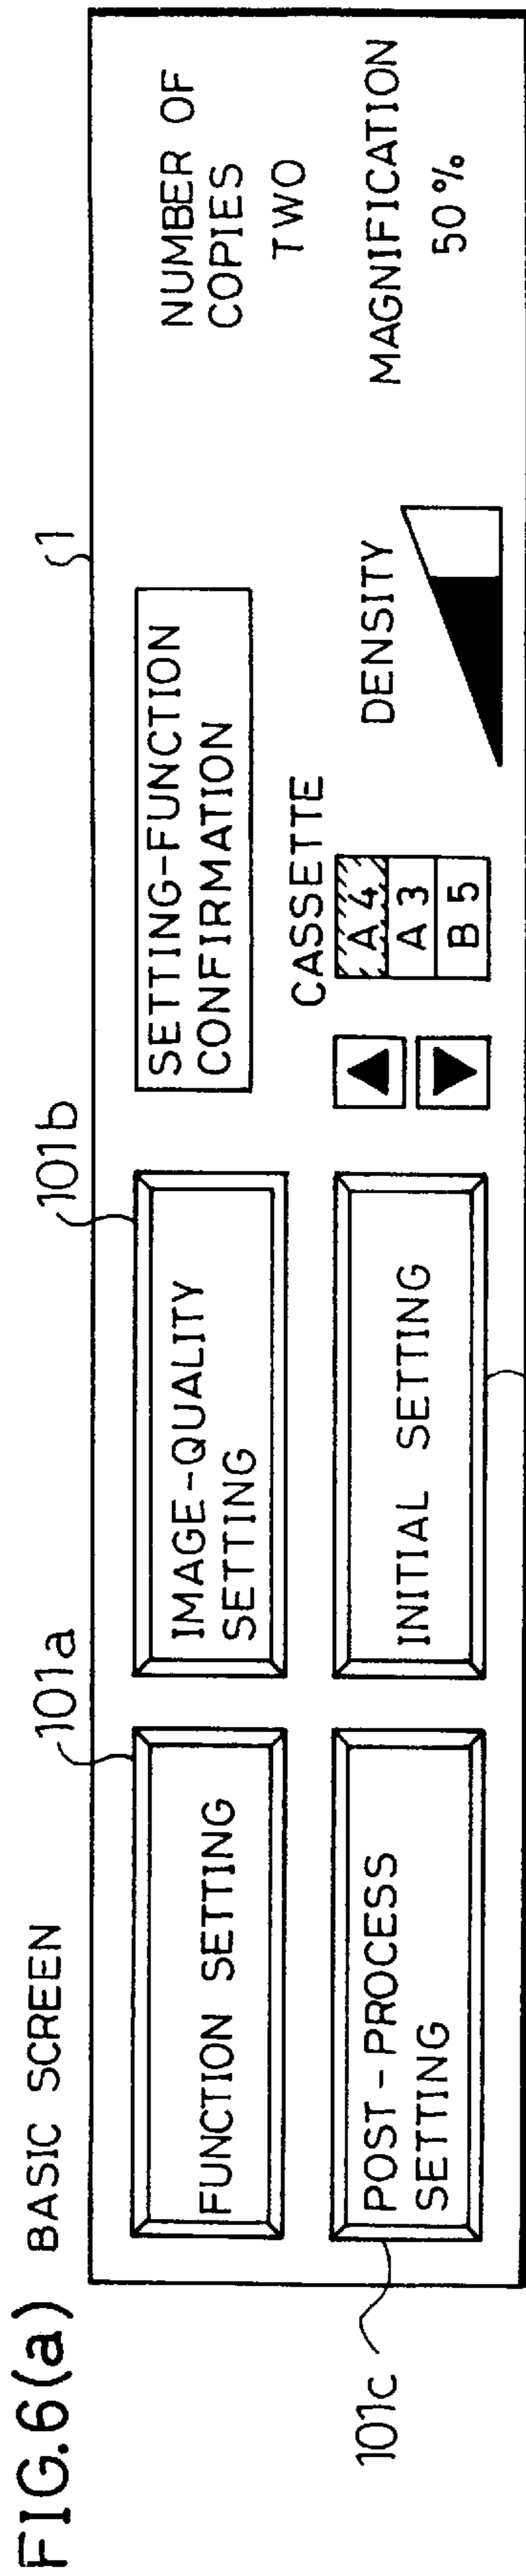 FIG.6(a) BASIC SCREEN
101a
101b
1
FUNCTION SETTING
IMAGE-QUALITY
SETTING
SETTING-FUNCTION
CONFIRMATION
NUMBER OF
COPIES
TWO
101c
POST-PROCESS
SETTING
INITIAL SETTING
▲
▼
CASSETTE
A4
A3
B5
DENSITY
MAGNIFICATION
50%